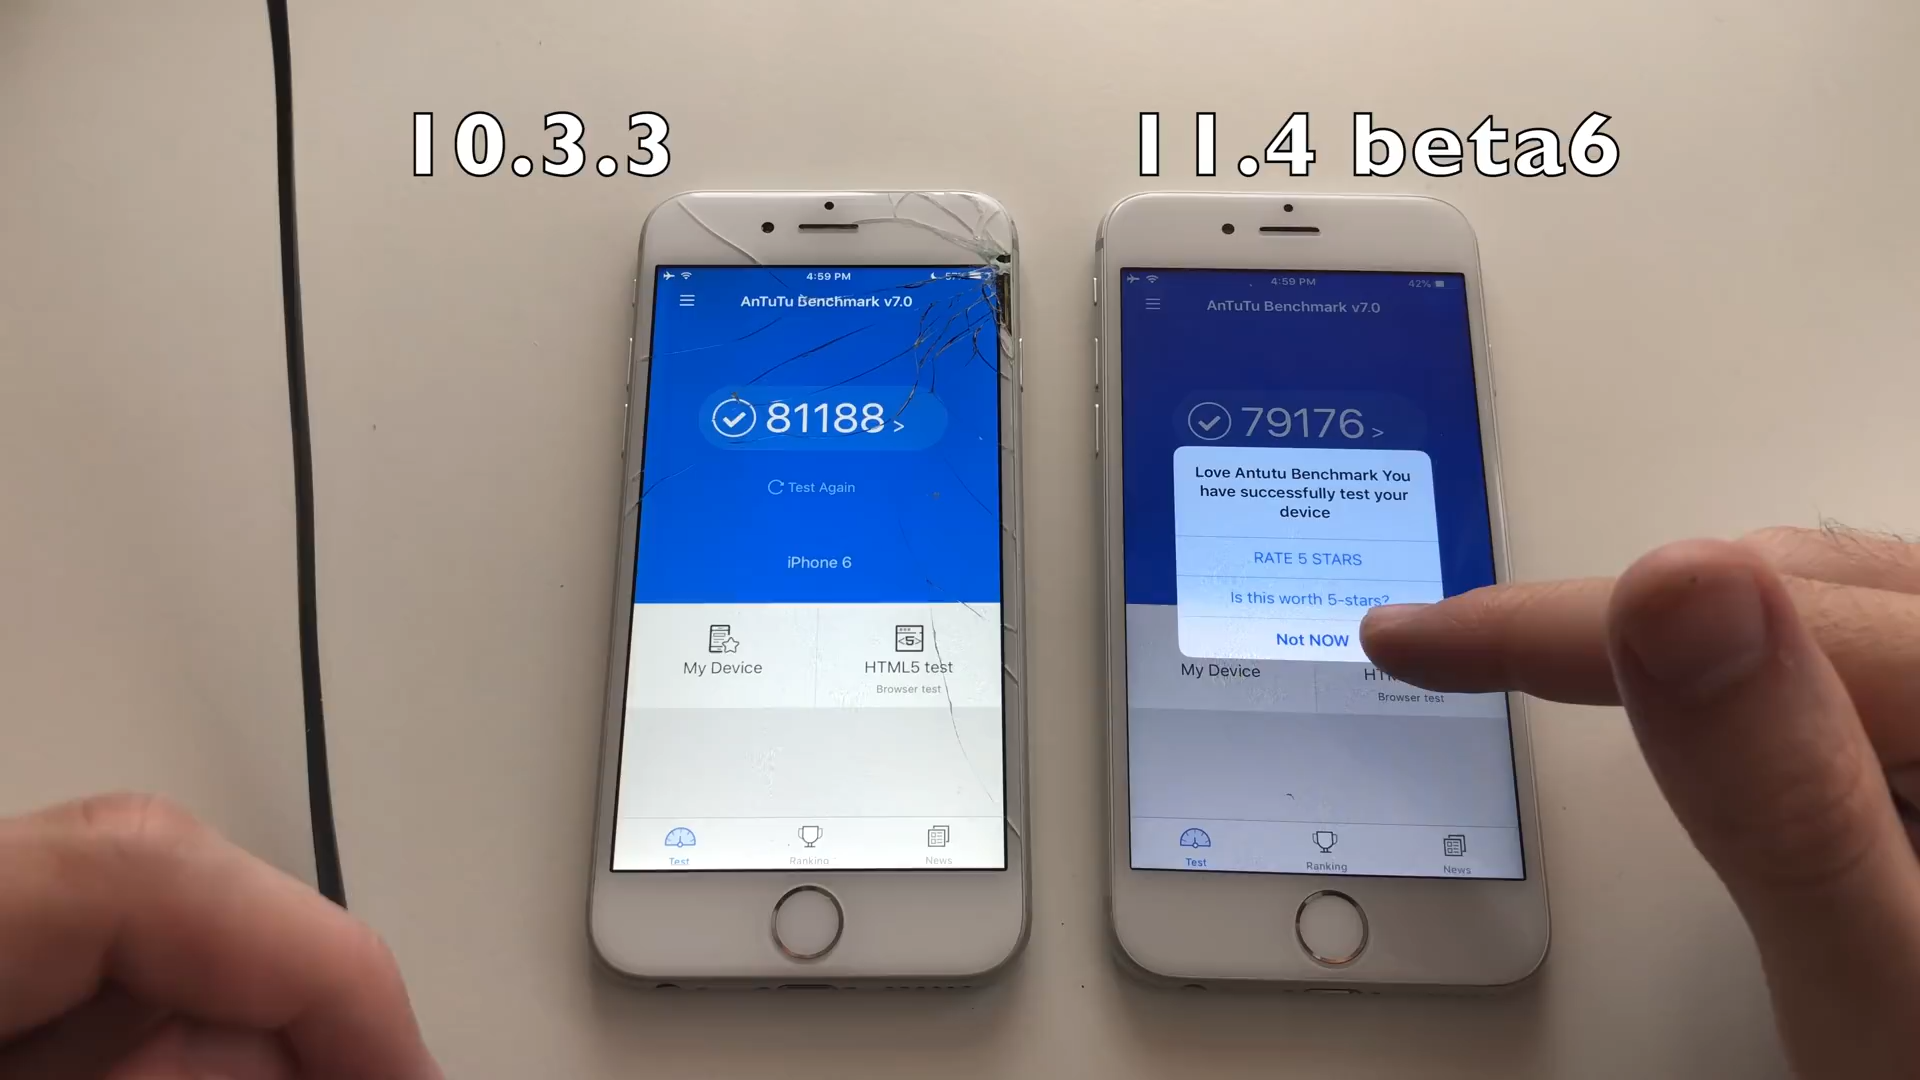 10.3.3
11.4 beta6
4:59 PM
57%
AnTuTu Benchmark v7.0
81188 >
Test Again
iPhone 6
My Device
HTML5 test
Browser test
Test
Ranking
News
4:59 PM
42%
AnTuTu Benchmark v7.0
79176 >
Love Antutu Benchmark You
have successfully test your
device
RATE 5 STARS
Is this worth 5-stars?
Not NOW
My Device
Browser test
Test
Ranking
News